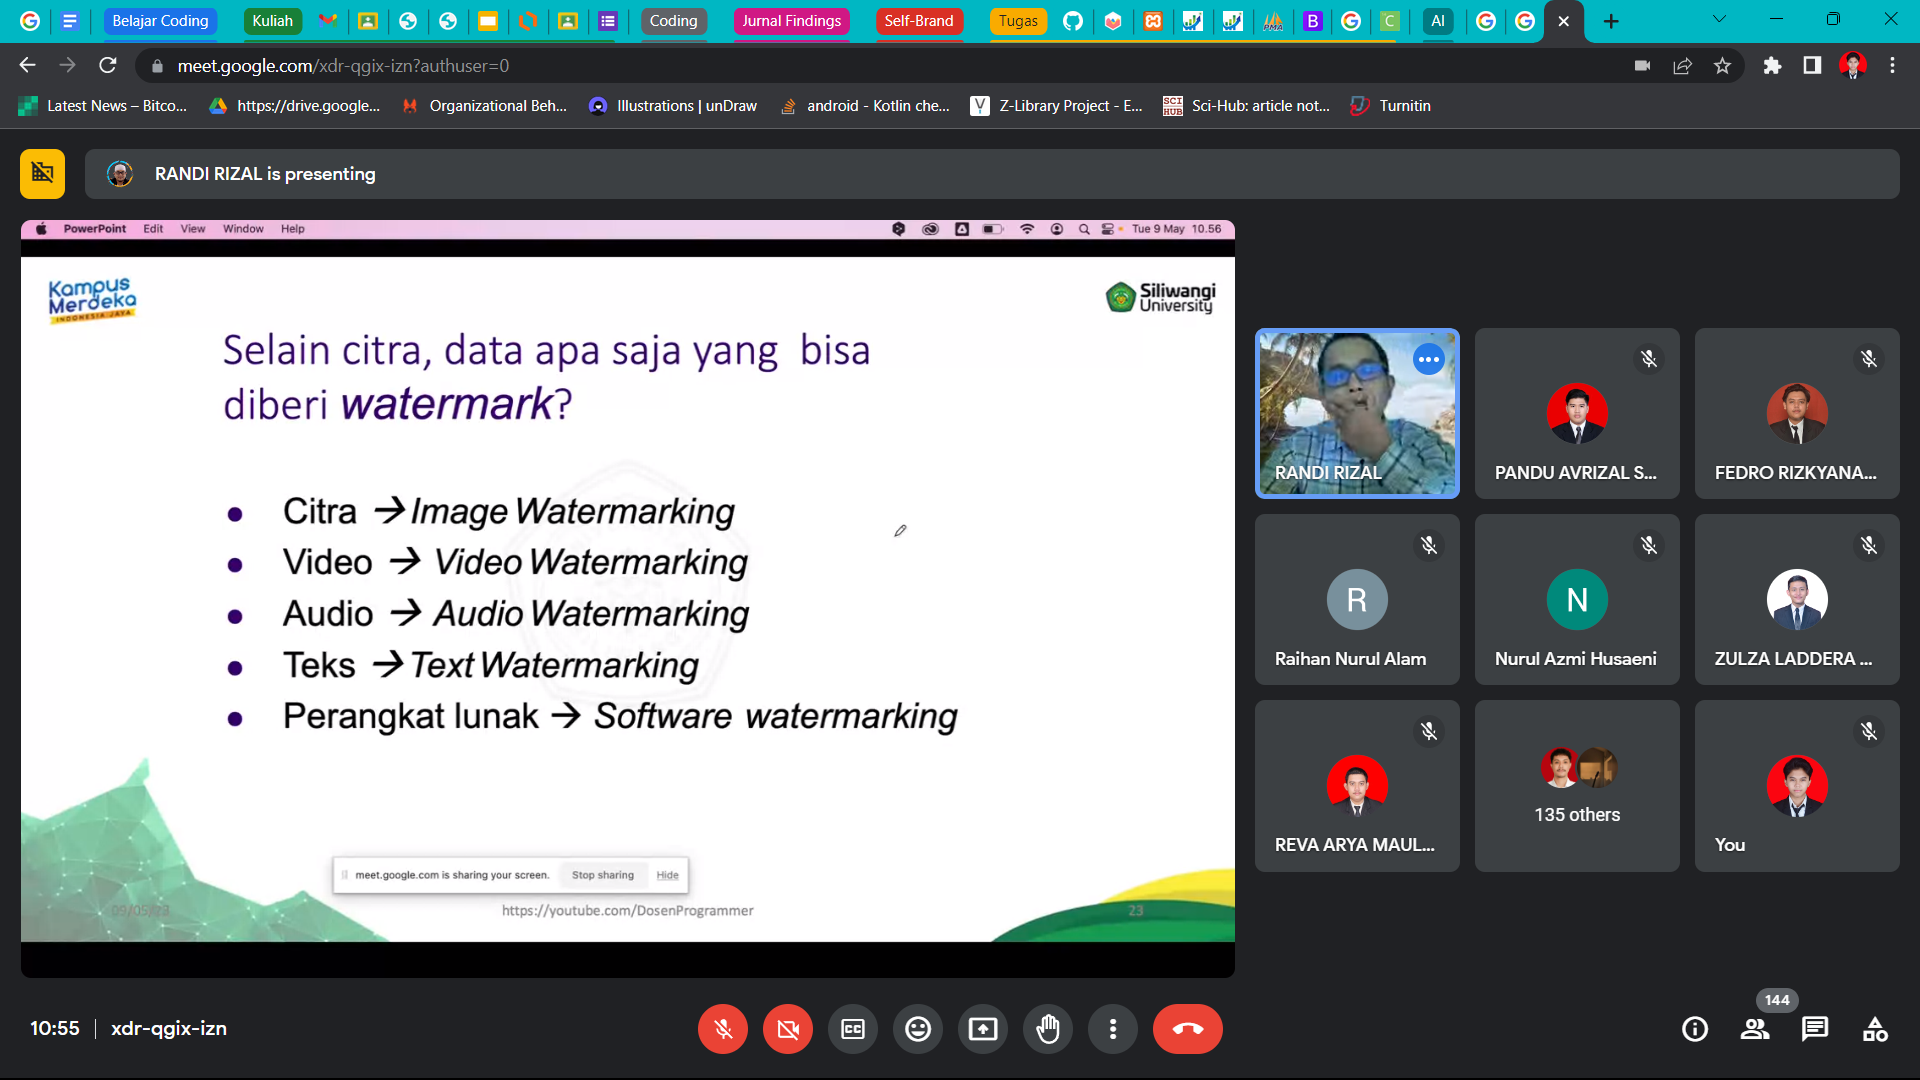 Belajar Coding
Kuliah
Coding
Jurnal Findings
Self-Brand
Tugas
AI
meet.google.com/xdr-qgix-izn?authuser=0
Latest News – Bitco...
https://drive.google...
Organizational Beh...
Illustrations | unDraw
android - Kotlin che...
Z-Library Project - E...
Sci-Hub: article not...
Turnitin
RANDI RIZAL is presenting
PowerPoint Edit View Window Help
Tue 9 May 10.56
Kampus
Merdeka
INDONESIA JAYA
Siliwangi
University
Selain citra, data apa saja yang bisa
diberi watermark?
• Citra → Image Watermarking
• Video → Video Watermarking
• Audio → Audio Watermarking
• Teks → Text Watermarking
• Perangkat lunak → Software watermarking
meet.google.com is sharing your screen. Stop sharing Hide
09/05/23
https://youtube.com/DosenProgrammer
23
RANDI RIZAL
PANDU AVRIZAL S...
FEDRO RIZKYANA...
R
Raihan Nurul Alam
N
Nurul Azmi Husaeni
ZULZA LADDERA ...
REVA ARYA MAUL...
135 others
You
10:55 | xdr-qgix-izn
144